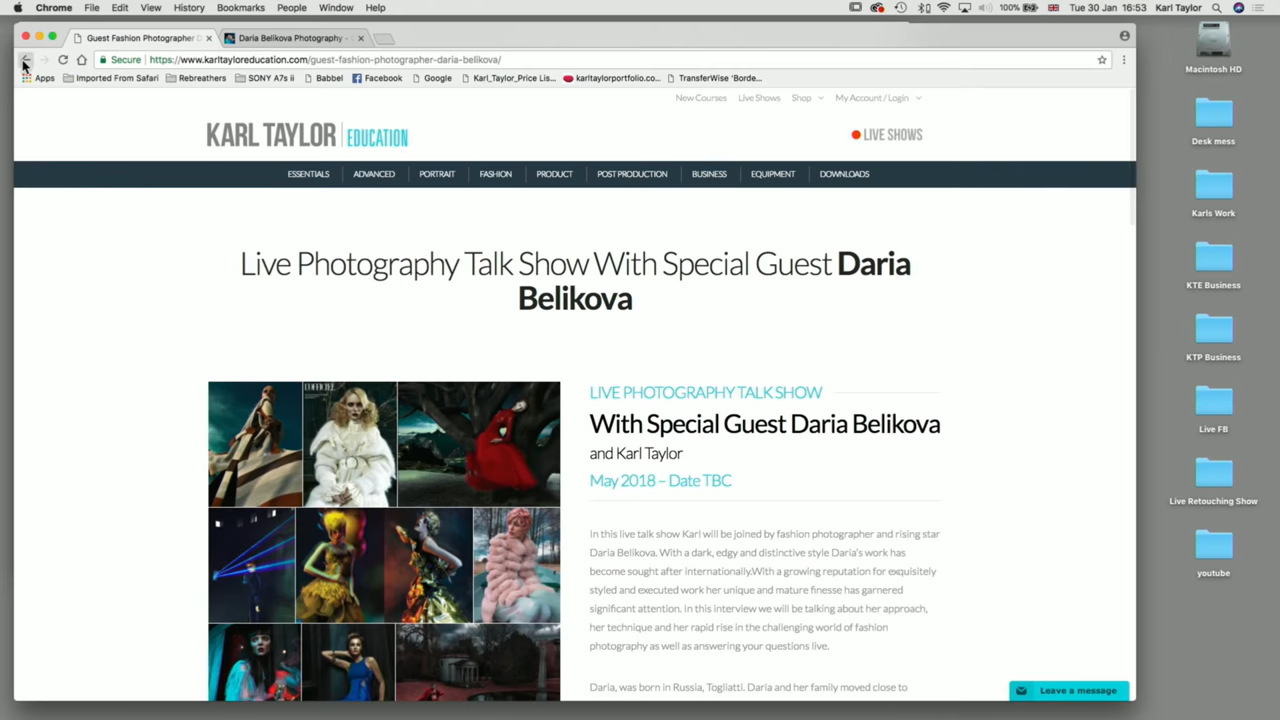 Chrome File Edit View History Bookmarks People Window Help
100% Tue 30 Jan 16:53 Karl Taylor
Guest Fashion Photographer D
Daria Belikova Photography -
Secure https://www.karltayloreducation.com/guest-fashion-photographer-daria-belikova/
Apps Imported From Safari Rebreathers SONY A7s ii Babbel Facebook Google Karl_Taylor_Price Lis... karltaylorportfolio.co... TransferWise 'Borde...
New Courses Live Shows Shop My Account / Login
KARL TAYLOR EDUCATION
LIVE SHOWS
ESSENTIALS ADVANCED PORTRAIT FASHION PRODUCT POST PRODUCTION BUSINESS EQUIPMENT DOWNLOADS
Live Photography Talk Show With Special Guest Daria
Belikova
L'OFFICIEL
LIVE PHOTOGRAPHY TALK SHOW
With Special Guest Daria Belikova
and Karl Taylor
May 2018 – Date TBC
In this live talk show Karl will be joined by fashion photographer and rising star
Daria Belikova. With a dark, edgy and distinctive style Daria's work has
become sought after internationally.With a growing reputation for exquisitely
styled and executed work her unique and mature finesse has garnered
significant attention. In this interview we will be talking about her approach,
her technique and her rapid rise in the challenging world of fashion
photography as well as answering your questions live.
Daria, was born in Russia, Togliatti. Daria and her family moved close to
Leave a message
Macintosh HD
Desk mess
Karls Work
KTE Business
KTP Business
Live FB
Live Retouching Show
youtube